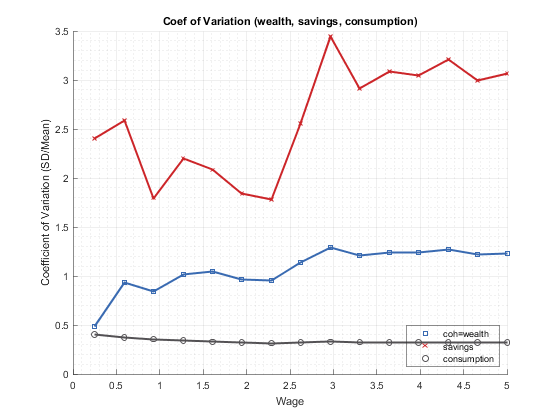 Coef of Variation (wealth, savings, consumption)
3.5
3
2.5
2
1.5
1
0.5
0
Coefficient of Variation (SD/Mean)
0 0.5 1 1.5 2 2.5 3 3.5 4 4.5 5
Wage
coh=wealth
savings
consumption